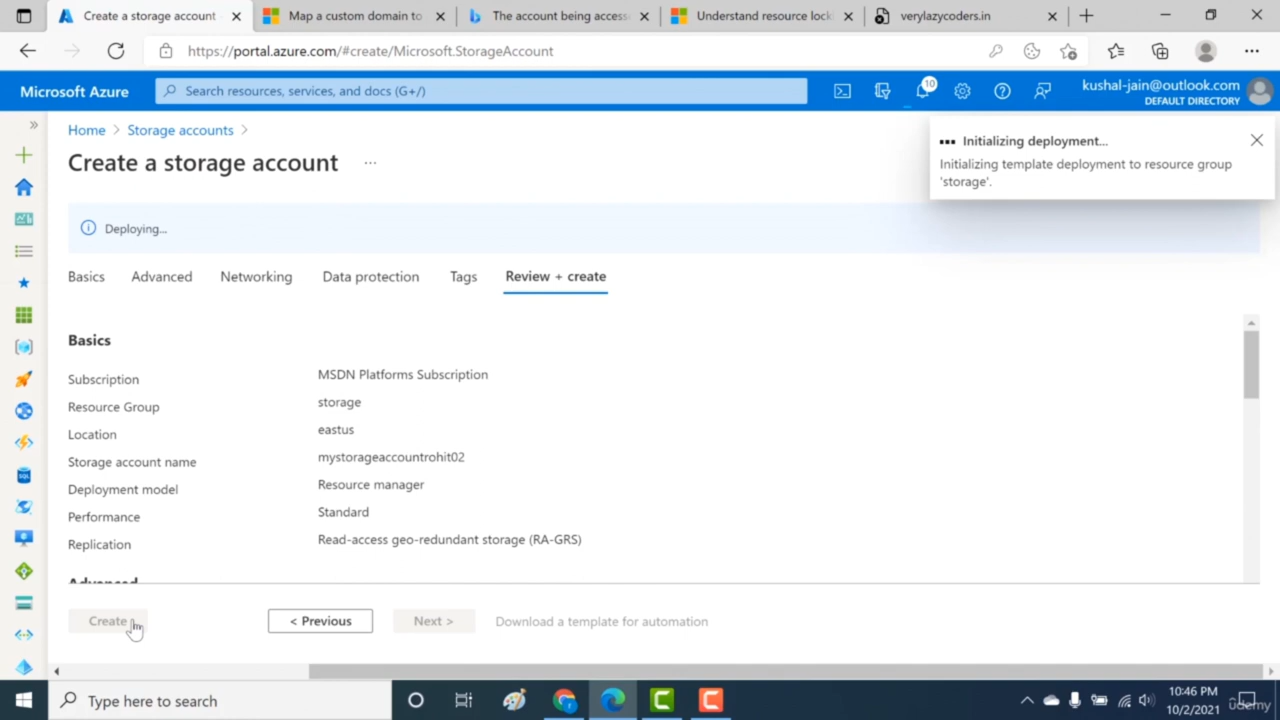 Create a storage account
Map a custom domain to
The account being access
Understand resource lock
verylazycoders.in
https://portal.azure.com/#create/Microsoft.StorageAccount
Microsoft Azure
Search resources, services, and docs (G+/)
10
kushal-jain@outlook.com
DEFAULT DIRECTORY
Home > Storage accounts >
Create a storage account
...
Initializing deployment...
Initializing template deployment to resource group
'storage'.
Deploying...
Basics
Advanced
Networking
Data protection
Tags
Review + create
Basics
Subscription
MSDN Platforms Subscription
Resource Group
storage
Location
eastus
Storage account name
mystorageaccountrohit02
Deployment model
Resource manager
Performance
Standard
Replication
Read-access geo-redundant storage (RA-GRS)
Advanced
Create
< Previous
Next >
Download a template for automation
Type here to search
10:46 PM
10/2/2021
udemy